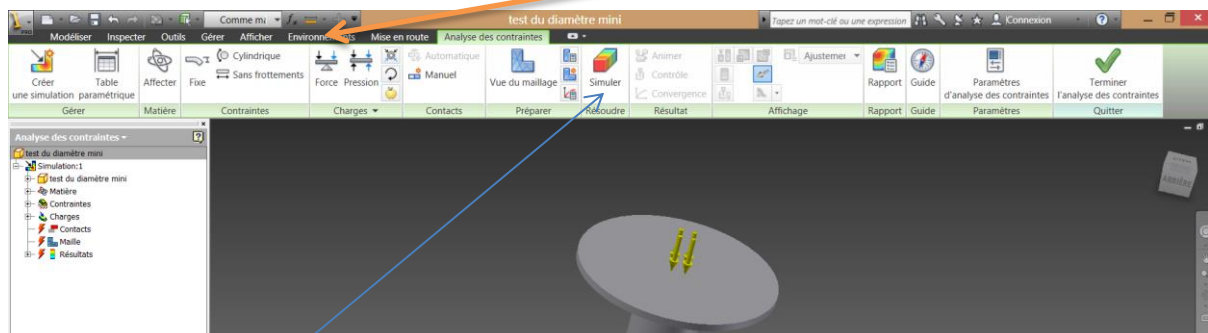 PRO
Comme ma
test du diamètre mini
Tapez un mot-clé ou une expression
Connexion
Modéliser Inspecter Outils Gérer Afficher Environnements Mise en route Analyse des contraintes
Créer
une simulation
Table
paramétrique
Affecter
Fixe
Cylindrique
Sans frottements
Force
Pression
Automatique
Manuel
Vue du maillage
Simuler
Animer
Contrôle
Convergence
Ajustemei
Rapport
Guide
Paramètres
d'analyse des contraintes
Terminer
l'analyse des contraintes
Gérer Matière Contraintes Charges Contacts Préparer Résoudre Résultat Affichage Rapport Guide Paramètres Quitter
Analyse des contraintes
test du diamètre mini
Simulation:1
test du diamètre mini
Matière
Contraintes
Charges
Contacts
Maille
Résultats
ARRIÈRE